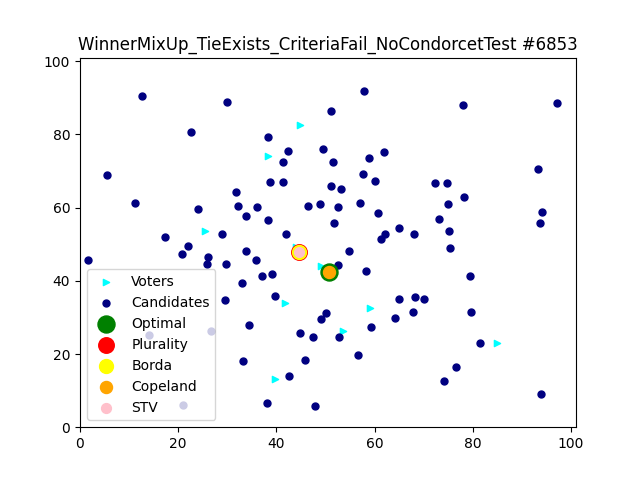 WinnerMixUp_TieExists_CriteriaFail_NoCondorcetTest #6853
100
80
60
40
20
0
0 20 40 60 80 100
Voters
Candidates
Optimal
Plurality
Borda
Copeland
STV